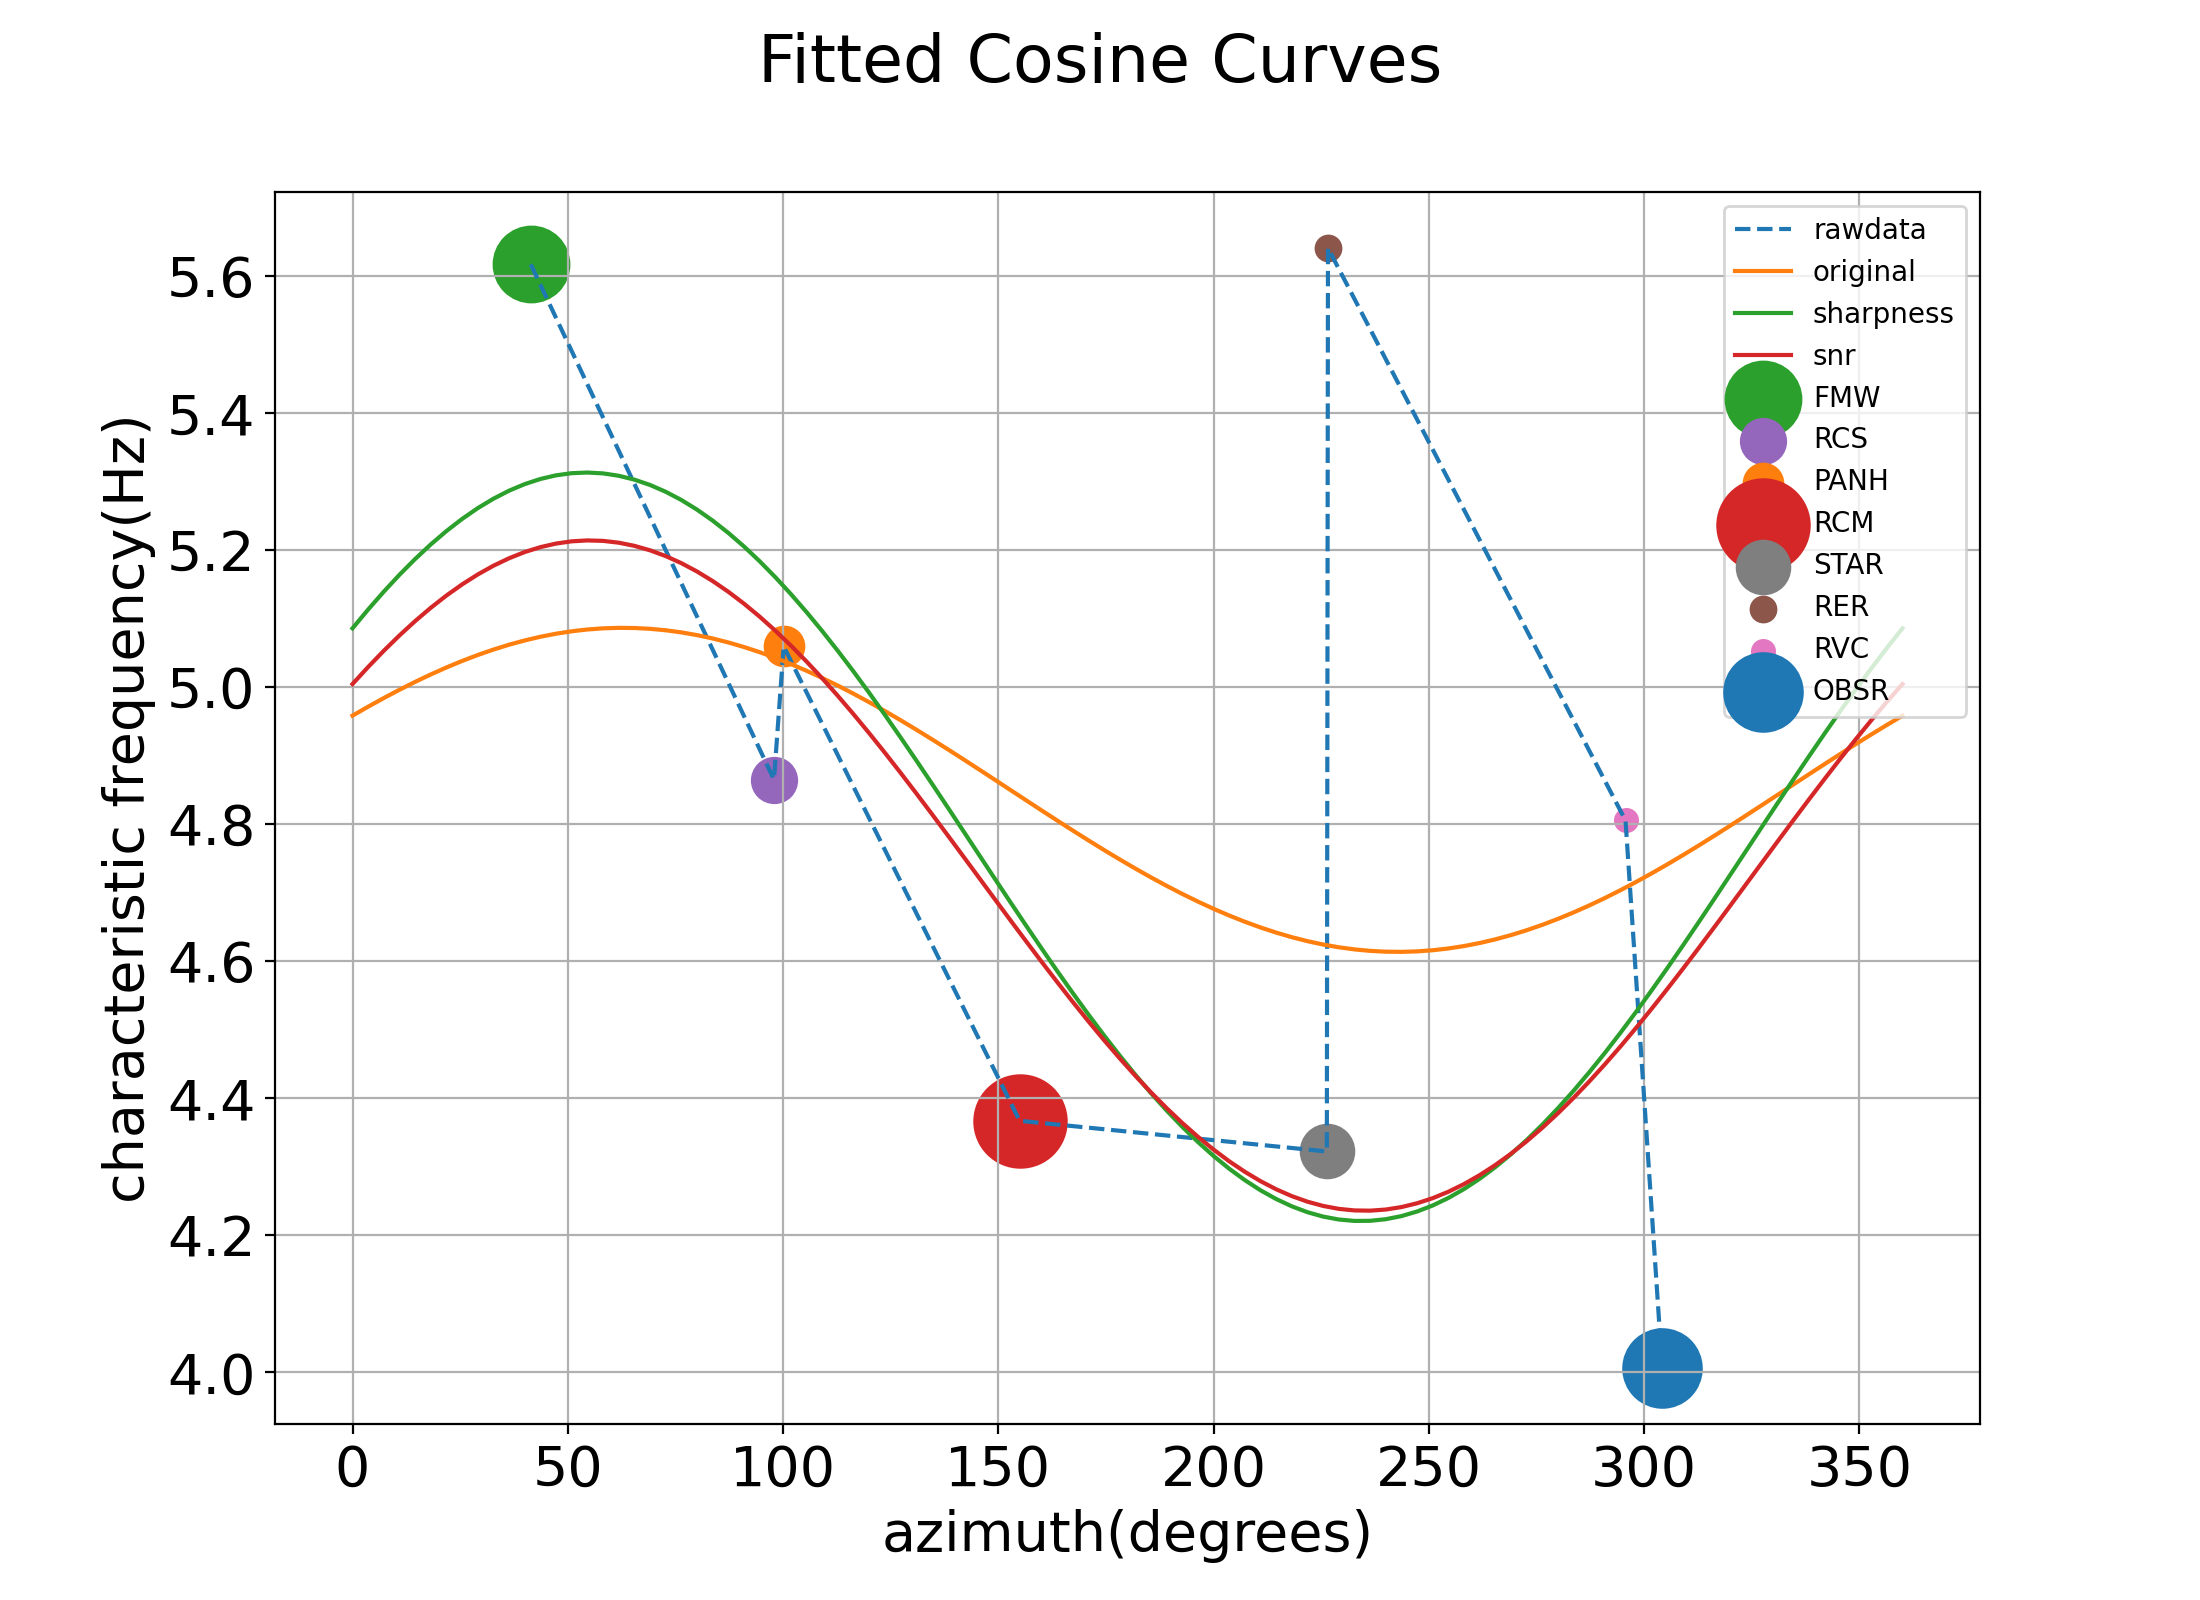 Fitted Cosine Curves
characteristic frequency(Hz)
5.6
5.4
5.2
5.0
4.8
4.6
4.4
4.2
4.0
rawdata
original
sharpness
snr
FMW
RCS
PANH
RCM
STAR
RER
RVC
OBSR
0 50 100 150 200 250 300 350
azimuth(degrees)